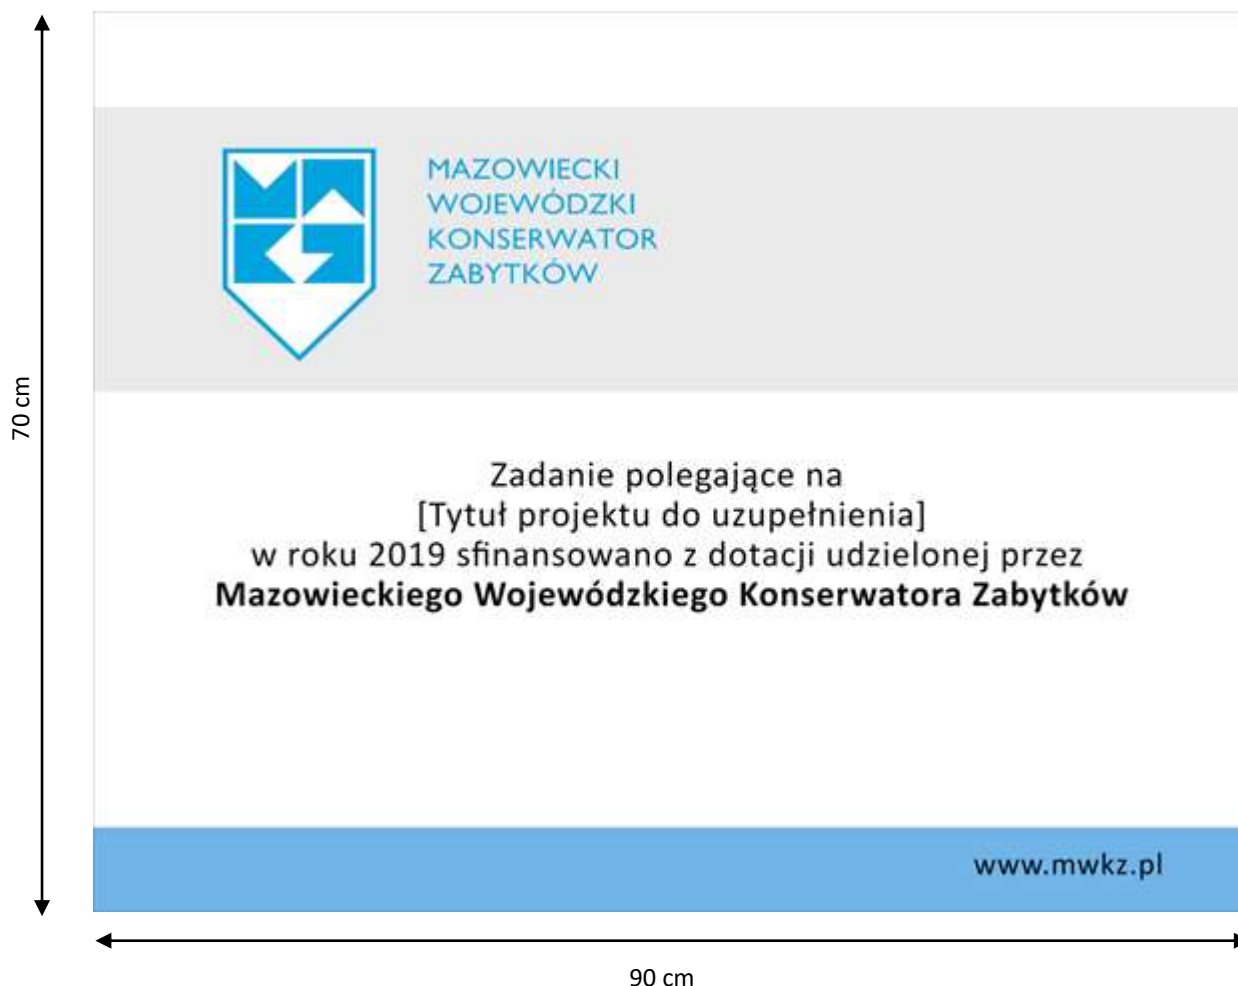 MAZOWIECKI
WOJEWÓDZKI
KONSERWATOR
ZABYTKÓW
70 cm
Zadanie polegające na
[Tytuł projektu do uzupełnienia]
w roku 2019 sfinansowano z dotacji udzielonej przez
Mazowieckiego Wojewódzkiego Konserwatora Zabytków
www.mwkz.pl
90 cm